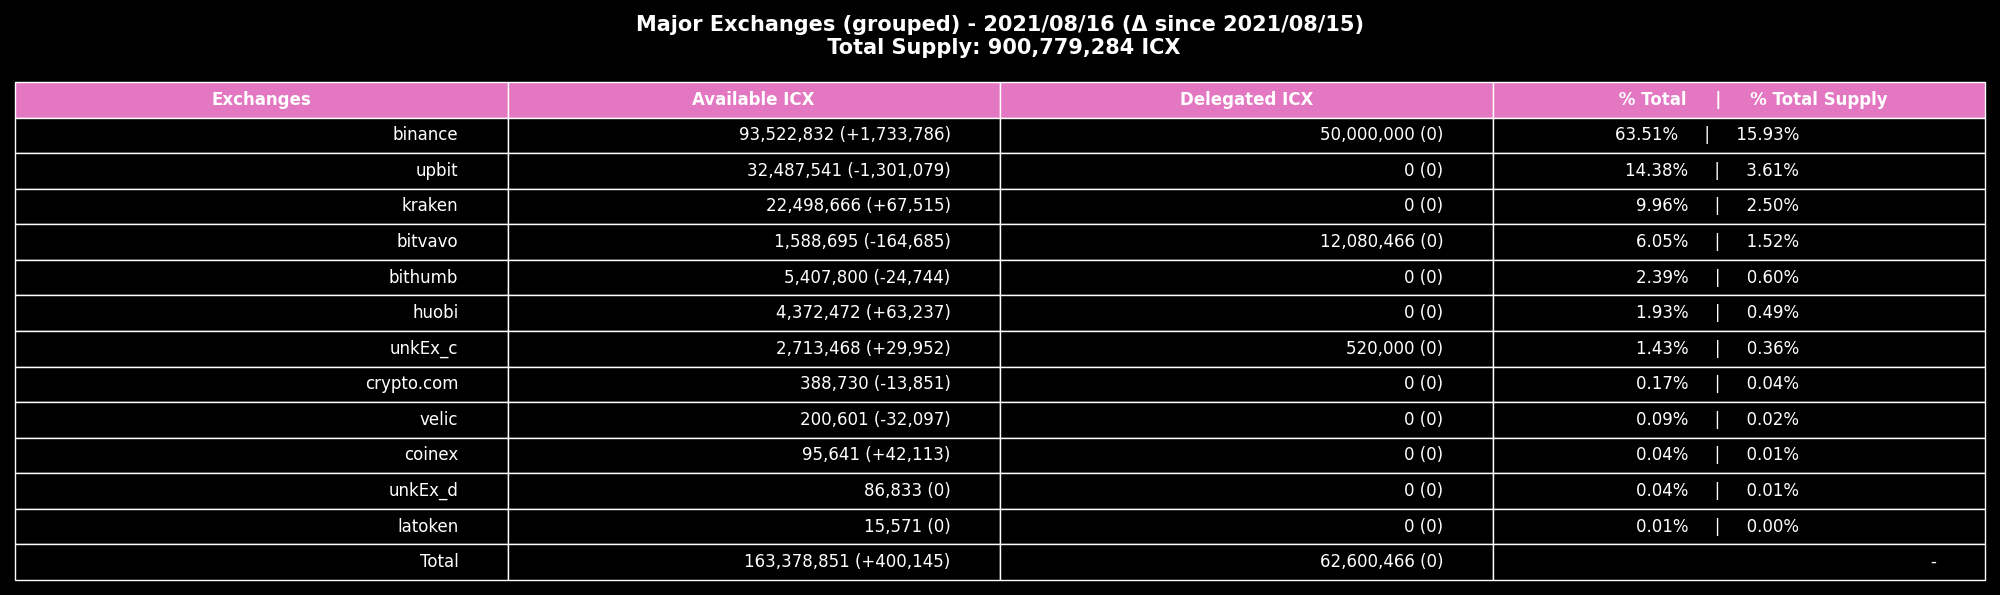 Major Exchanges (grouped) - 2021/08/16 (Δ since 2021/08/15)
Total Supply: 900,779,284 ICX
Exchanges Available ICX Delegated ICX % Total | % Total Supply
binance 93,522,832 (+1,733,786) 50,000,000 (0) 63.51% | 15.93%
upbit 32,487,541 (-1,301,079) 0 (0) 14.38% | 3.61%
kraken 22,498,666 (+67,515) 0 (0) 9.96% | 2.50%
bitvavo 1,588,695 (-164,685) 12,080,466 (0) 6.05% | 1.52%
bithumb 5,407,800 (-24,744) 0 (0) 2.39% | 0.60%
huobi 4,372,472 (+63,237) 0 (0) 1.93% | 0.49%
unkEx_c 2,713,468 (+29,952) 520,000 (0) 1.43% | 0.36%
crypto.com 388,730 (-13,851) 0 (0) 0.17% | 0.04%
velic 200,601 (-32,097) 0 (0) 0.09% | 0.02%
coinex 95,641 (+42,113) 0 (0) 0.04% | 0.01%
unkEx_d 86,833 (0) 0 (0) 0.04% | 0.01%
latoken 15,571 (0) 0 (0) 0.01% | 0.00%
Total 163,378,851 (+400,145) 62,600,466 (0) -